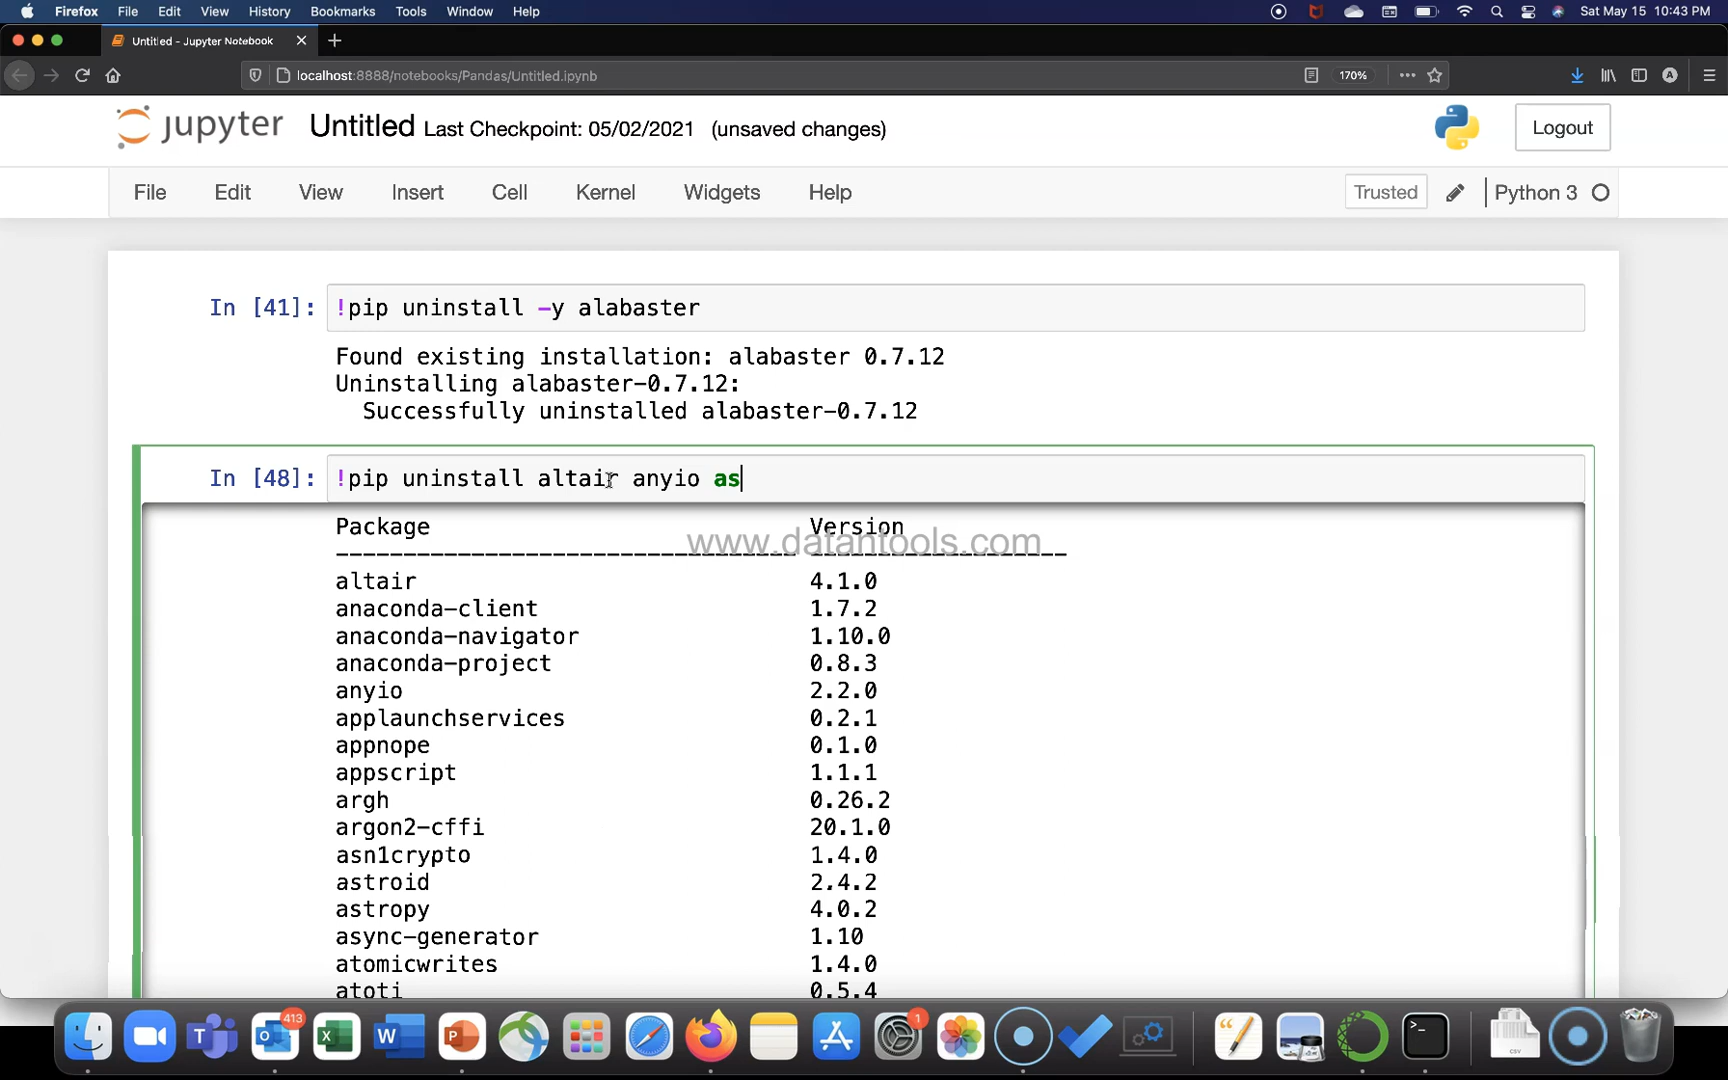 Firefox File Edit View History Bookmarks Tools Window Help Sat May 15 10:43 PM
Untitled - Jupyter Notebook
localhost:8888/notebooks/Pandas/Untitled.ipynb 170%
jupyter Untitled Last Checkpoint: 05/02/2021 (unsaved changes) Logout
File Edit View Insert Cell Kernel Widgets Help Trusted Python 3
In [41]: !pip uninstall -y alabaster
Found existing installation: alabaster 0.7.12
Uninstalling alabaster-0.7.12:
Successfully uninstalled alabaster-0.7.12
In [48]: !pip uninstall altair anyio as
Package Version
www.datantools.com
---------------------------------- -------------------
altair 4.1.0
anaconda-client 1.7.2
anaconda-navigator 1.10.0
anaconda-project 0.8.3
anyio 2.2.0
applaunchservices 0.2.1
appnope 0.1.0
appscript 1.1.1
argh 0.26.2
argon2-cffi 20.1.0
asn1crypto 1.4.0
astroid 2.4.2
astropy 4.0.2
async-generator 1.10
atomicwrites 1.4.0
atoti 0.5.4
413
1
CSV